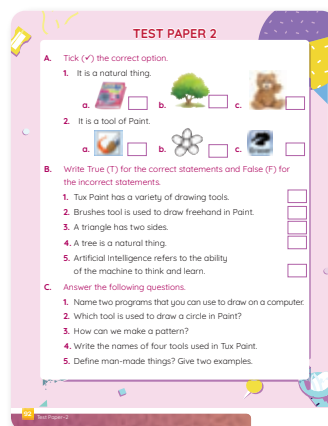 TEST PAPER 2
A. Tick (✓) the correct option.
1. It is a natural thing.
a. b. c.
2. It is a tool of Paint.
a. b. c.
B. Write True (T) for the correct statements and False (F) for
the incorrect statements.
1. Tux Paint has a variety of drawing tools.
2. Brushes tool is used to draw freehand in Paint.
3. A triangle has two sides.
4. A tree is a natural thing.
5. Artificial Intelligence refers to the ability
of the machine to think and learn.
C. Answer the following questions.
1. Name two programs that you can use to draw on a computer.
2. Which tool is used to draw a circle in Paint?
3. How can we make a pattern?
4. Write the names of four tools used in Tux Paint.
5. Define man-made things? Give two examples.
92 Test Paper-2